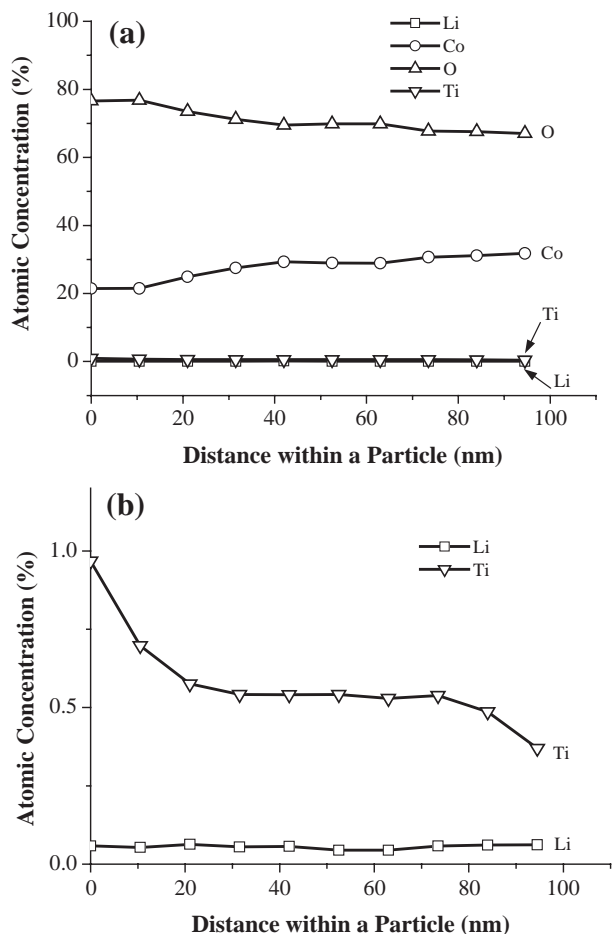 (a)
Li
Co
O
Ti
100
80
60
40
20
0
Atomic Concentration (%)
O
Co
Ti
Li
0 20 40 60 80 100
Distance within a Particle (nm)
(b)
Li
Ti
1.0
0.5
0.0
Atomic Concentration (%)
Ti
Li
0 20 40 60 80 100
Distance within a Particle (nm)